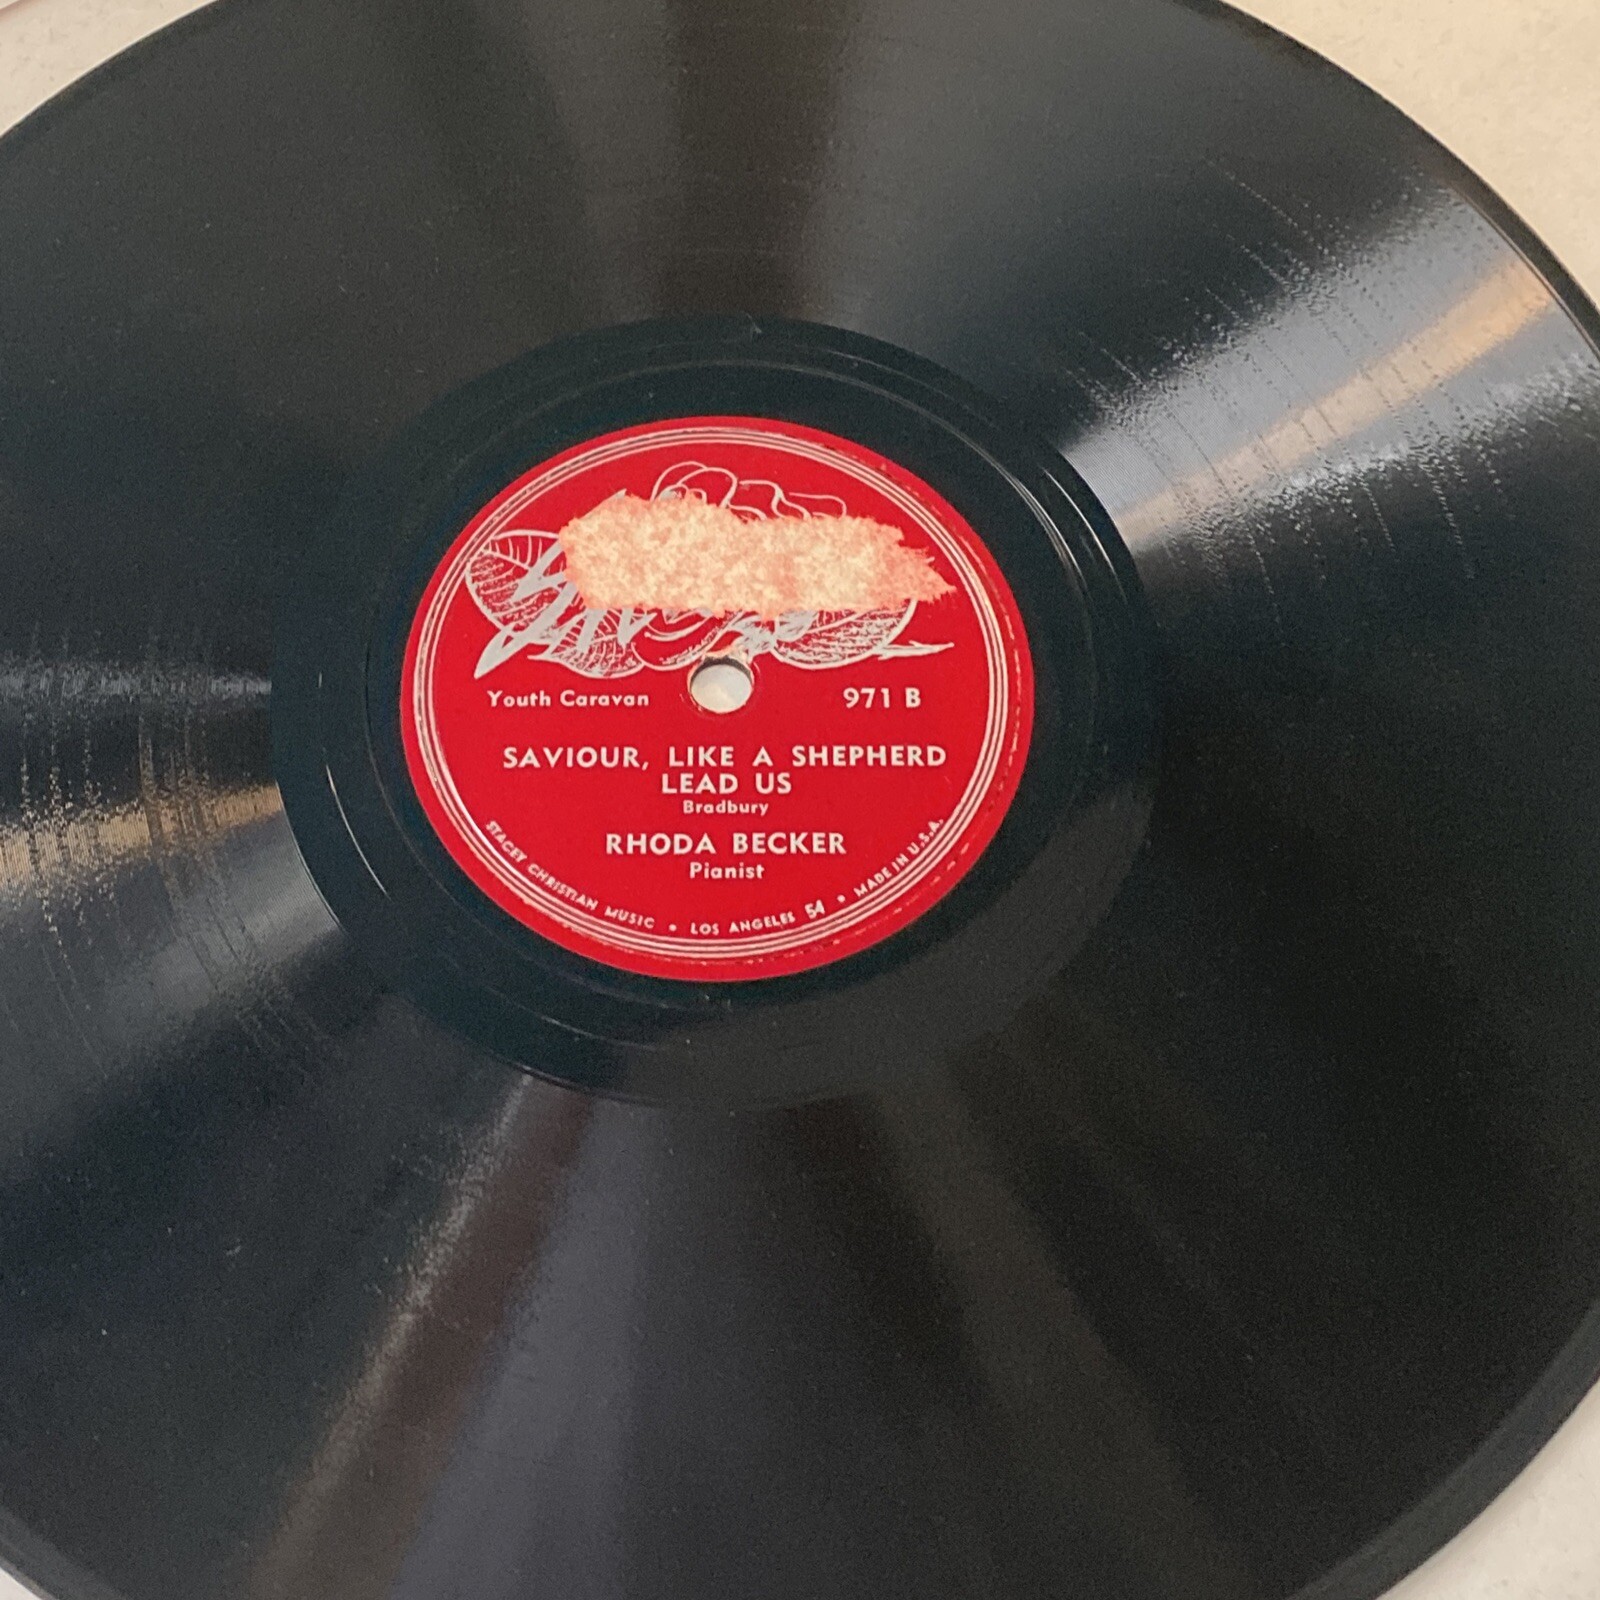 Youth Caravan 971 B
SAVIOUR, LIKE A SHEPHERD
LEAD US
Bradbury
RHODA BECKER
Pianist
STACEY CHRISTIAN MUSIC • LOS ANGELES 54 • MADE IN U.S.A.